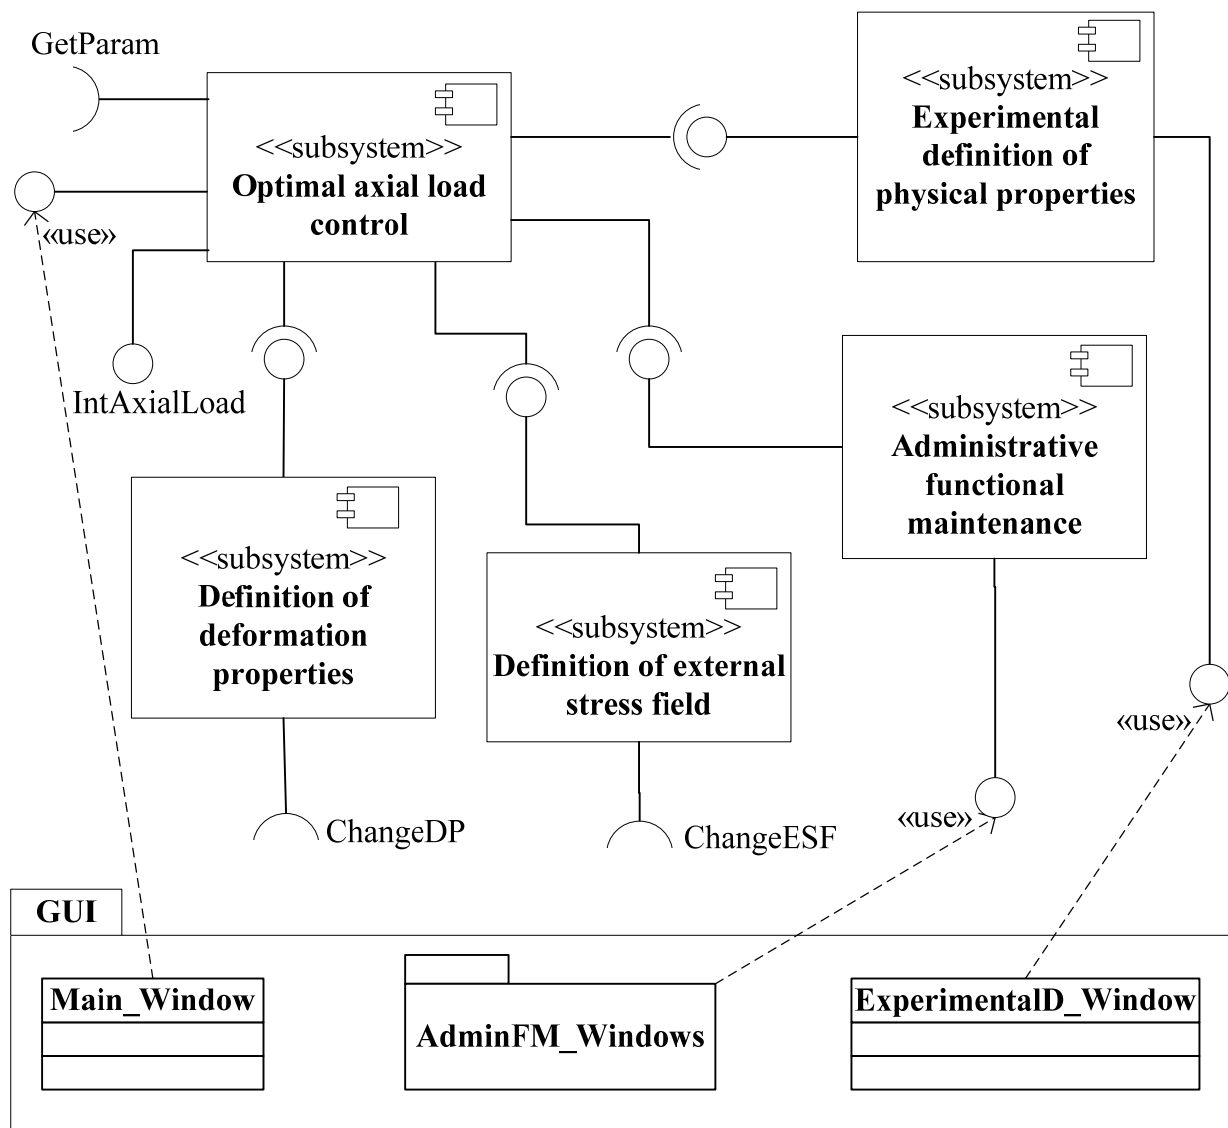 GetParam
<<subsystem>>
Optimal axial load
control
<<subsystem>>
Experimental
definition of
physical properties
«use»
IntAxialLoad
<<subsystem>>
Administrative
functional
maintenance
<<subsystem>>
Definition of
deformation
properties
<<subsystem>>
Definition of external
stress field
«use»
«use»
ChangeDP
ChangeESF
GUI
Main_Window
AdminFM_Windows
ExperimentalD_Window